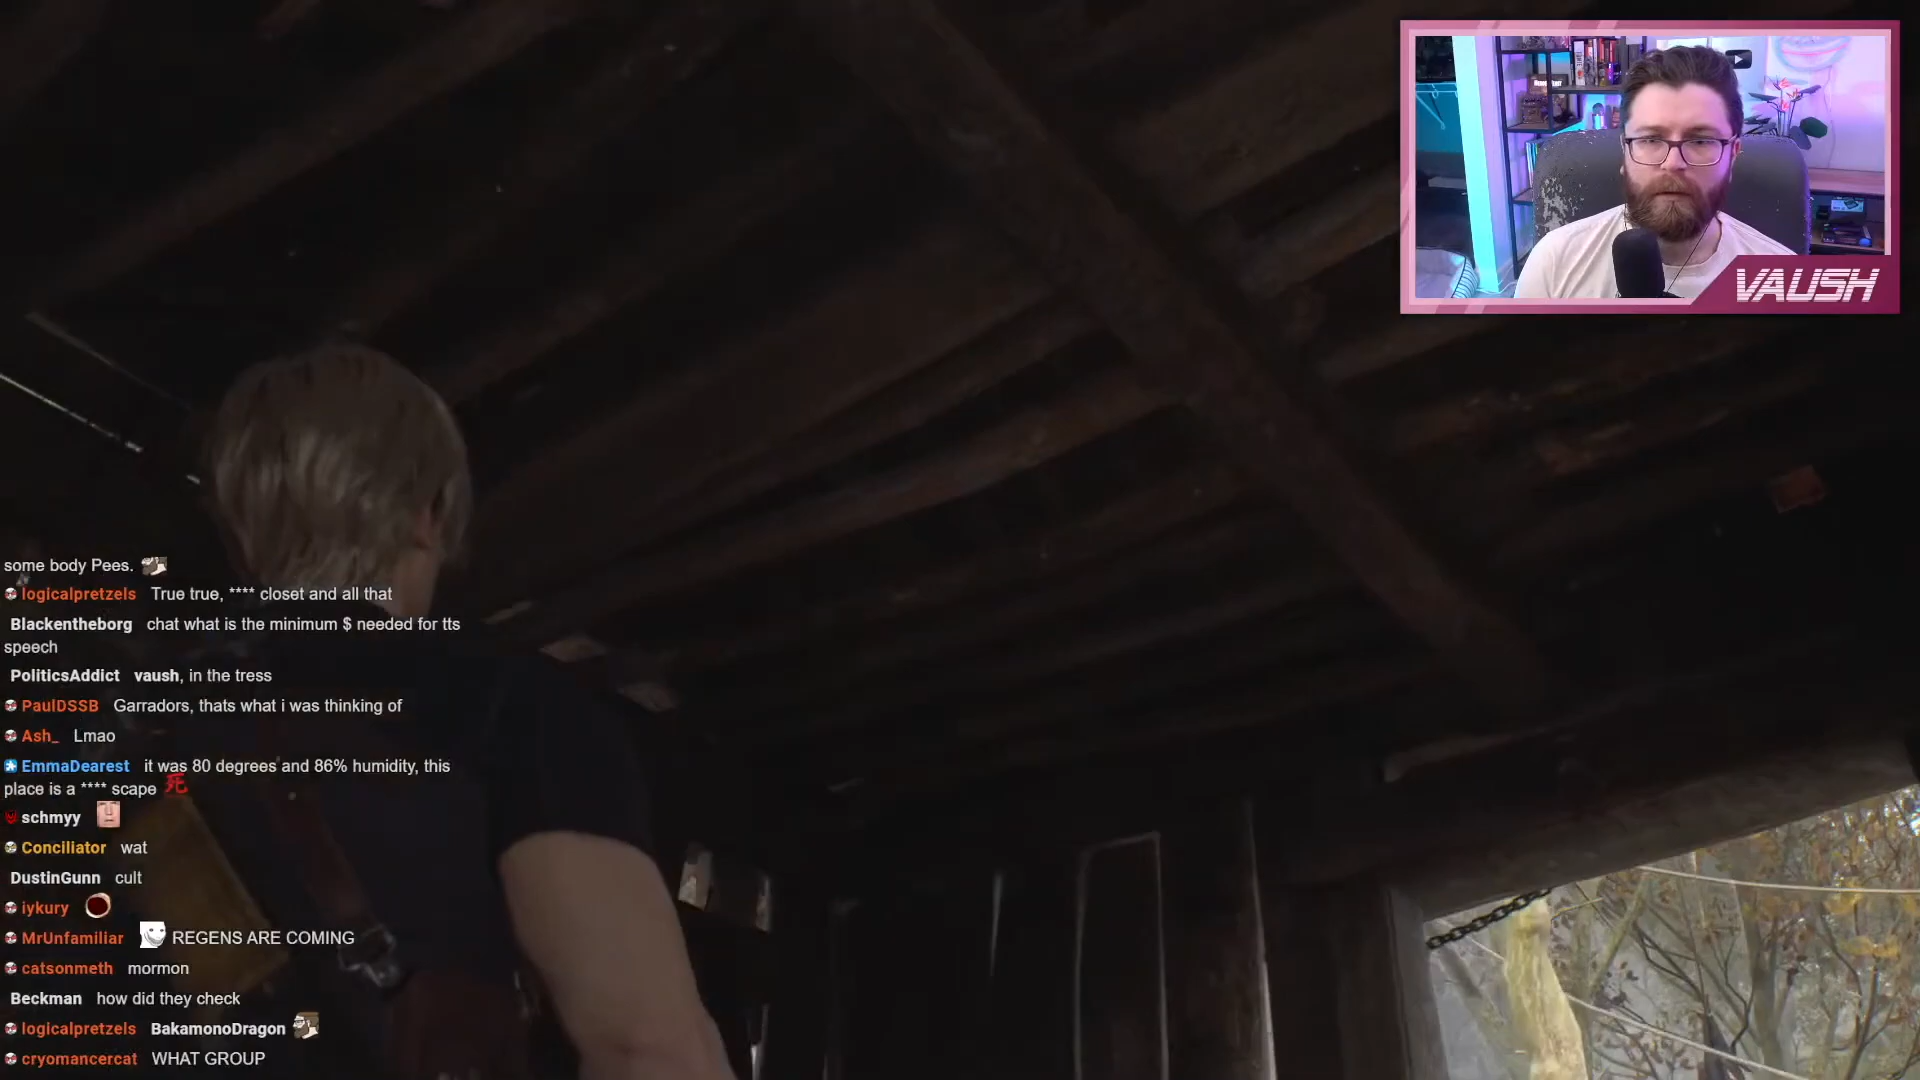 VAUSH
some body Pees.
logicalpretzels True true, **** closet and all that
Blackentheborg chat what is the minimum $ needed for tts
speech
PoliticsAddict vaush, in the tress
PaulDSSB Garradors, thats what i was thinking of
Ash_ Lmao
EmmaDearest it was 80 degrees and 86% humidity, this
place is a **** scape 死
schmyy
Conciliator wat
DustinGunn cult
iykury
MrUnfamiliar REGENS ARE COMING
catsonmeth mormon
Beckman how did they check
logicalpretzels BakamonoDragon
cryomancercat WHAT GROUP